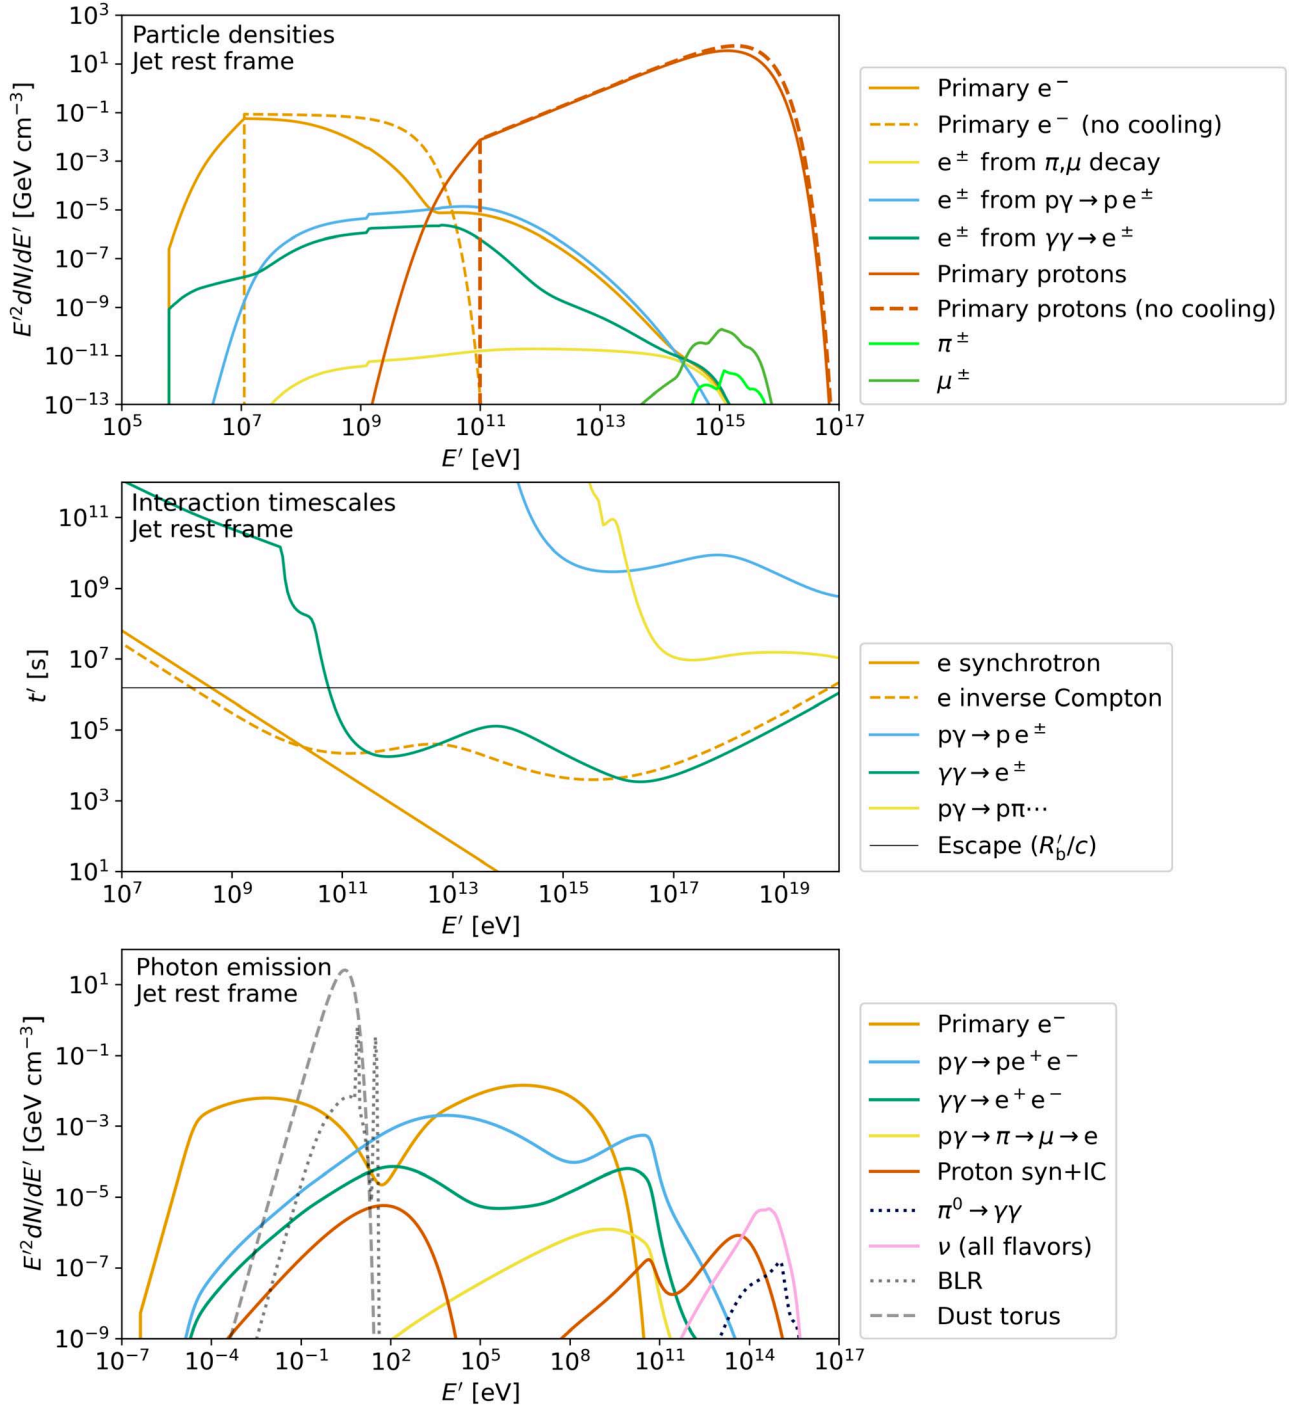 Particle densities
Jet rest frame
E′²dN/dE′ [GeV cm⁻³]
10³
10¹
10⁻¹
10⁻³
10⁻⁵
10⁻⁷
10⁻⁹
10⁻¹¹
10⁻¹³
10⁵ 10⁷ 10⁹ 10¹¹ 10¹³ 10¹⁵ 10¹⁷
E′ [eV]
Primary e⁻
Primary e⁻ (no cooling)
e± from π,μ decay
e± from pγ → p e±
e± from γγ → e±
Primary protons
Primary protons (no cooling)
π±
μ±
Interaction timescales
Jet rest frame
t′ [s]
10¹¹
10⁹
10⁷
10⁵
10³
10¹
10⁷ 10⁹ 10¹¹ 10¹³ 10¹⁵ 10¹⁷ 10¹⁹
E′ [eV]
e synchrotron
e inverse Compton
pγ → p e±
γγ → e±
pγ → pπ⋯
Escape (R′_b/c)
Photon emission
Jet rest frame
E′²dN/dE′ [GeV cm⁻³]
10¹
10⁻¹
10⁻³
10⁻⁵
10⁻⁷
10⁻⁹
10⁻⁷ 10⁻⁴ 10⁻¹ 10² 10⁵ 10⁸ 10¹¹ 10¹⁴ 10¹⁷
E′ [eV]
Primary e⁻
pγ → pe⁺e⁻
γγ → e⁺e⁻
pγ → π → μ → e
Proton syn+IC
π⁰ → γγ
ν (all flavors)
BLR
Dust torus